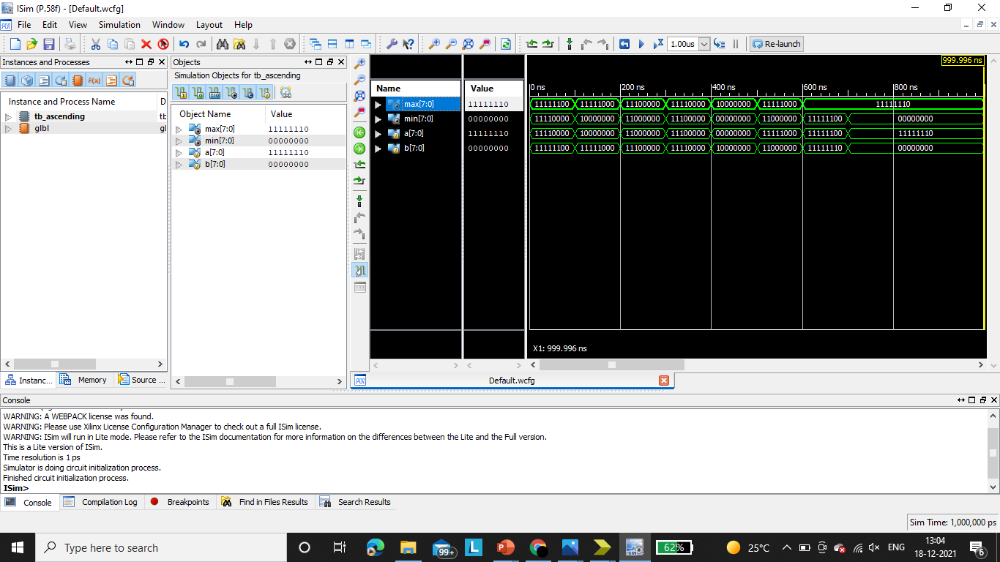 ISim (P.58f) - [Default.wcfg]
File Edit View Simulation Window Layout Help
1.00us Re-launch
Instances and Processes
Instance and Process Name D
tb_ascending tb
glbl gl
Instanc... Memory Source ...
Objects
Simulation Objects for tb_ascending
Object Name Value
max[7:0] 11111110
min[7:0] 00000000
a[7:0] 11111110
b[7:0] 00000000
999.996 ns
Name Value 0 ns 200 ns 400 ns 600 ns 800 ns
max[7:0] 11111110 11111100 11111000 11100000 11110000 10000000 11111000 11111110
min[7:0] 00000000 11110000 10000000 11000000 11100000 00000000 11000000 11111100 00000000
a[7:0] 11111110 11110000 10000000 11000000 11100000 00000000 11111000 11111100 11111110
b[7:0] 00000000 11111100 11111000 11100000 11110000 10000000 11000000 11111110 00000000
X1: 999.996 ns
Default.wcfg
Console
WARNING: A WEBPACK license was found.
WARNING: Please use Xilinx License Configuration Manager to check out a full ISim license.
WARNING: ISim will run in Lite mode. Please refer to the ISim documentation for more information on the differences between the Lite and the Full version.
This is a Lite version of ISim.
Time resolution is 1 ps
Simulator is doing circuit initialization process.
Finished circuit initialization process.
ISim>
Console Compilation Log Breakpoints Find in Files Results Search Results
Sim Time: 1,000,000 ps
Type here to search 99+ L 62% 25°C ENG 13:04
18-12-2021 6